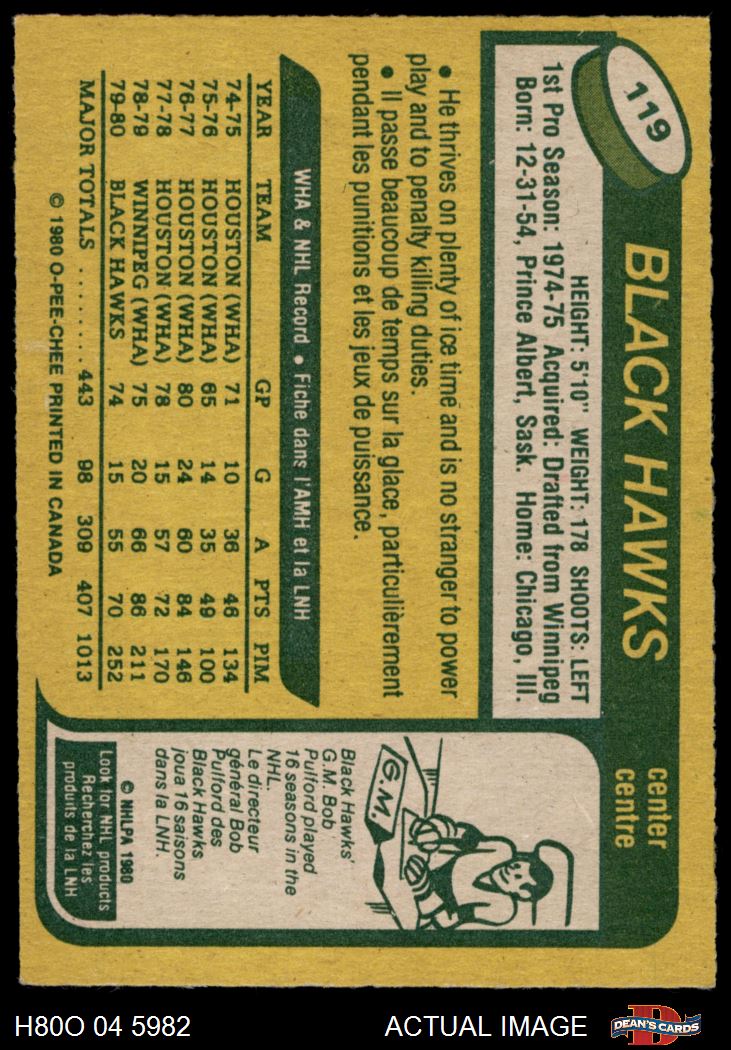 119
BLACK HAWKS
center
centre
HEIGHT: 5'10" WEIGHT: 178 SHOOTS: LEFT
1st Pro Season: 1974-75 Acquired: Drafted from Winnipeg
Born: 12-31-54, Prince Albert, Sask. Home: Chicago, Ill.
• He thrives on plenty of ice time and is no stranger to power
play and to penalty killing duties.
• Il passe beaucoup de temps sur la glace, particulièrement
pendant les punitions et les jeux de puissance.
WHA & NHL Record • Fiche dans l'AMH et la LNH
YEAR TEAM GP G A PTS PIM
74-75 HOUSTON (WHA) 71 10 36 46 134
75-76 HOUSTON (WHA) 65 14 35 49 100
76-77 HOUSTON (WHA) 80 24 60 84 146
77-78 HOUSTON (WHA) 78 15 57 72 170
78-79 WINNIPEG (WHA) 75 20 66 86 211
79-80 BLACK HAWKS 74 15 55 70 252
MAJOR TOTALS ........ 443 98 309 407 1013
© 1980 O-PEE-CHEE PRINTED IN CANADA
G.M.
Black Hawks'
G.M. Bob
Pulford played
16 seasons in the
NHL.
Le directeur
général Bob
Pulford des
Black Hawks
joua 16 saisons
dans la LNH.
© NHLPA 1980
Look for NHL products
Recherchez les
produits de la LNH
H80O 04 5982
ACTUAL IMAGE
D
DEAN'S CARDS